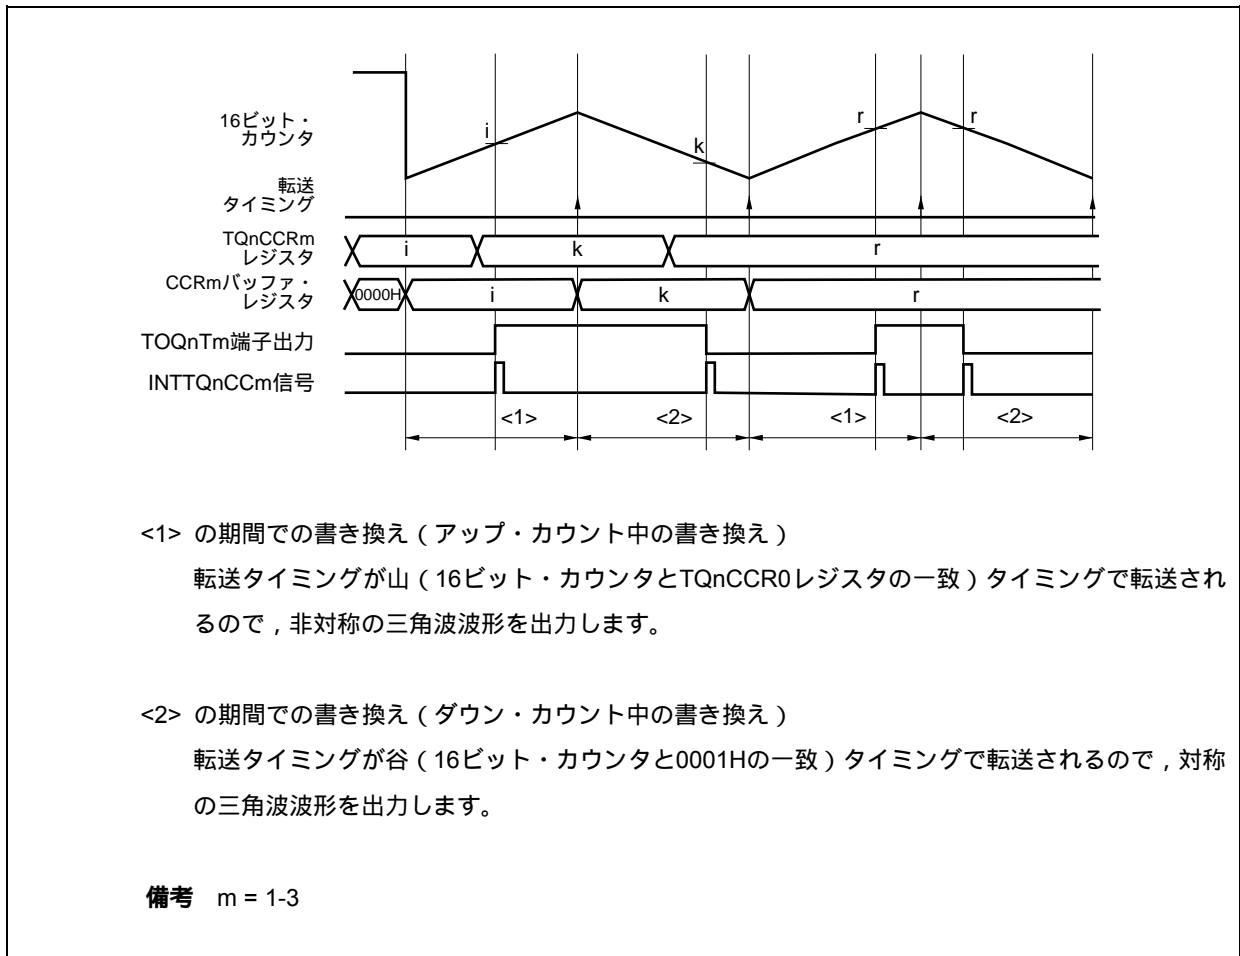 16ビット・
カウンタ
i
k
r
r
転送
タイミング
TQnCCRm
レジスタ
i
k
r
CCRmバッファ・
レジスタ
0000H
i
k
r
TOQnTm端子出力
INTTQnCCm信号
<1>
<2>
<1>
<2>
<1> の期間での書き換え（アップ・カウント中の書き換え）
転送タイミングが山（16ビット・カウンタとTQnCCR0レジスタの一致）タイミングで転送され
るので，非対称の三角波波形を出力します。
<2> の期間での書き換え（ダウン・カウント中の書き換え）
転送タイミングが谷（16ビット・カウンタと0001Hの一致）タイミングで転送されるので，対称
の三角波波形を出力します。
備考 m = 1-3